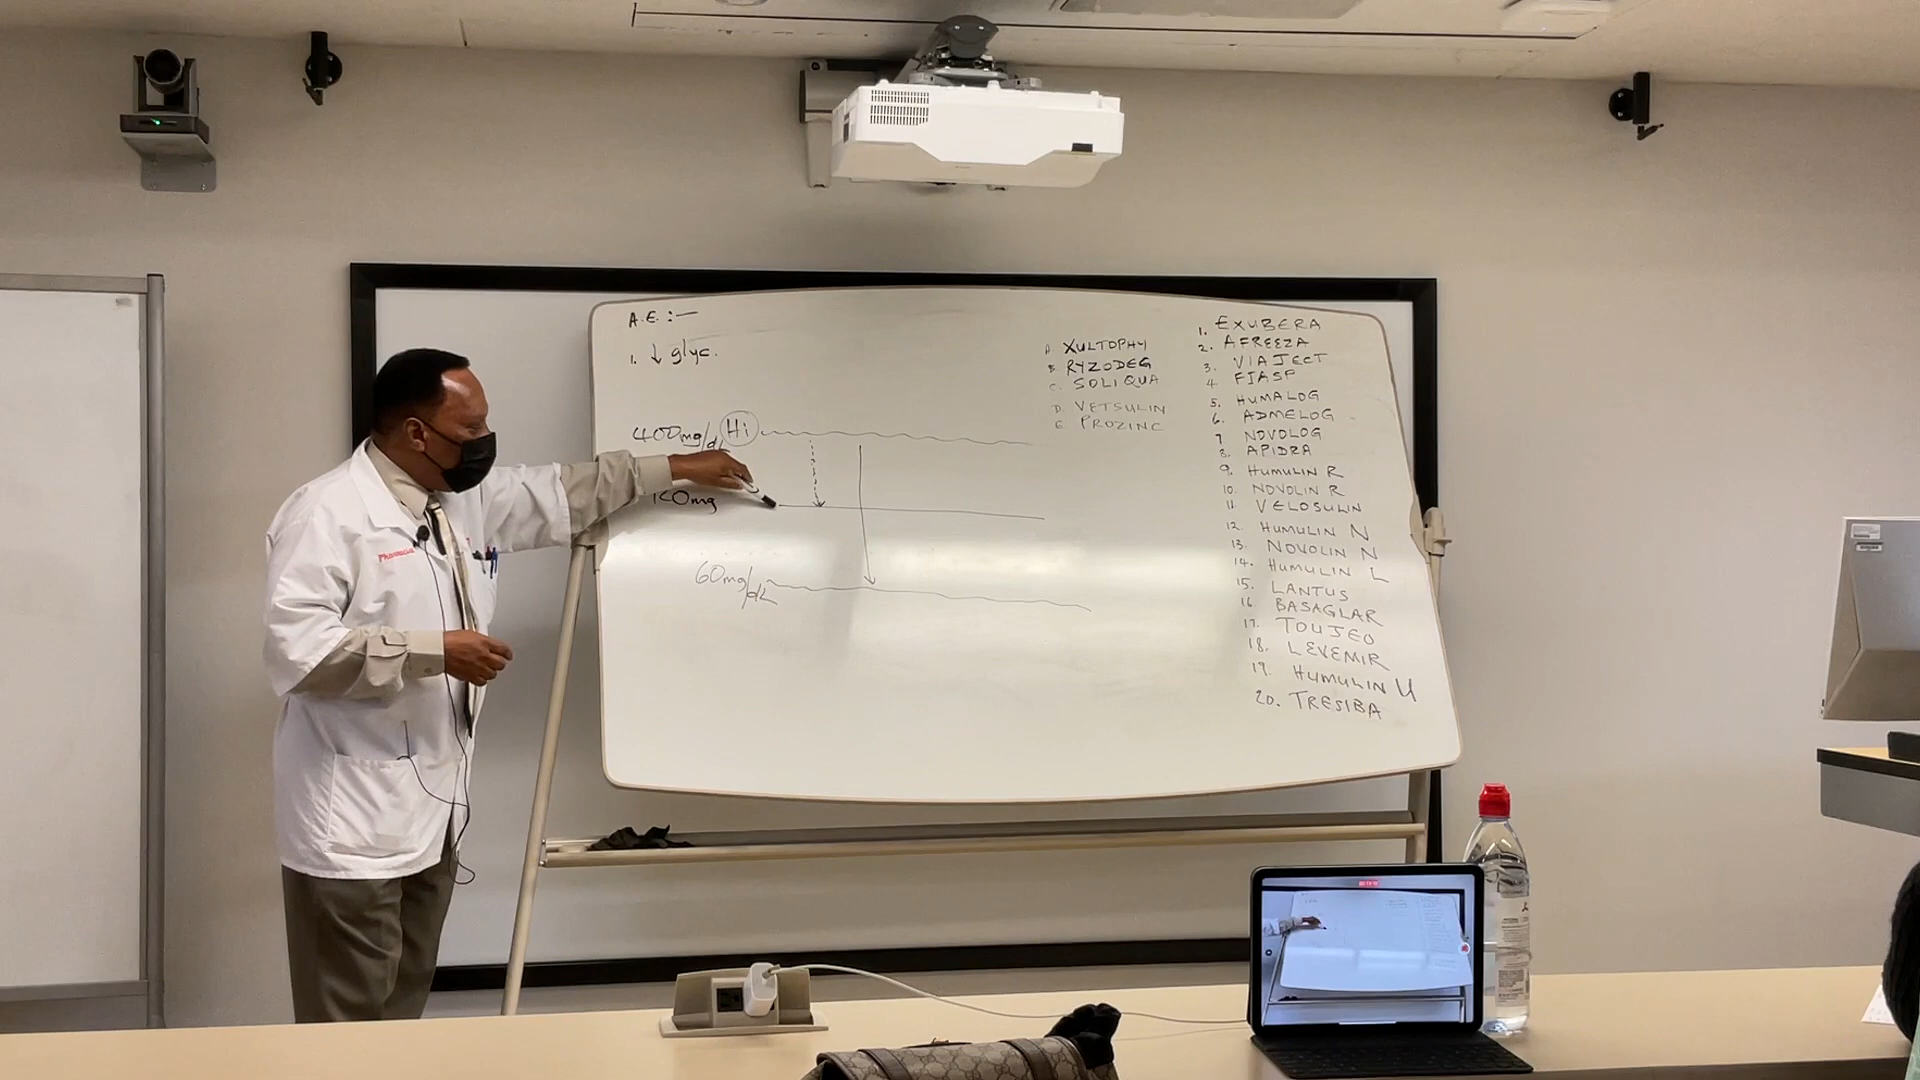 A.E. :—
1. ↓ glyc.
400mg/dL Hi
60mg/dL
A. XULTOPHY
B. RYZODEG
C. SOLIQUA
D. VETSULIN
E. PROZINC
1. EXUBERA
2. AFREEZA
3. VIAJECT
4. FIASP
5. HUMALOG
6. ADMELOG
7. NOVOLOG
8. APIDRA
9. HUMULIN R
10. NOVOLIN R
11. VELOSULIN
12. HUMULIN N
13. NOVOLIN N
14. HUMULIN L
15. LANTUS
16. BASAGLAR
17. TOUJEO
18. LEVEMIR
19. HUMULIN U
20. TRESIBA